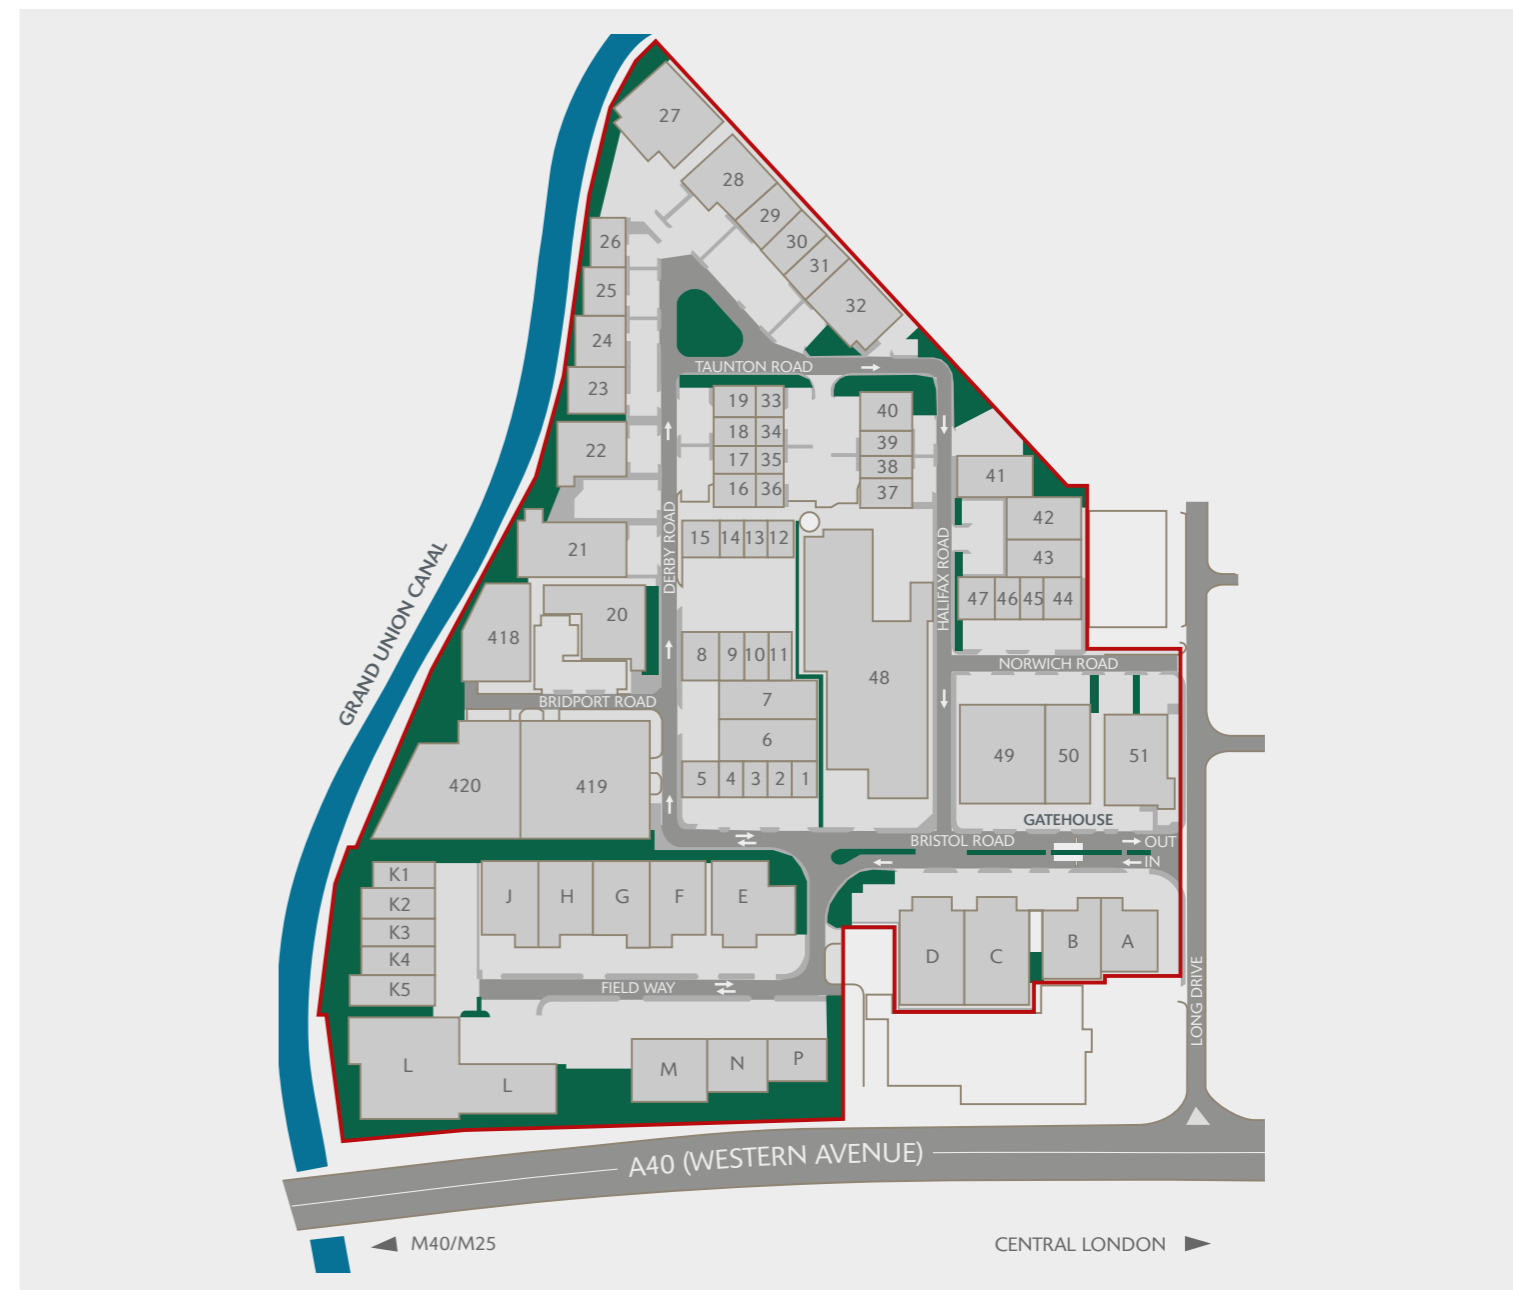 27
28
29
26
30
31
25
32
24
TAUNTON ROAD
23
19 33
40
18 34
39
22
17 35
38
16 36
37
41
42
DERBY ROAD
15 14 13 12
HALIFAX ROAD
21
43
GRAND UNION CANAL
47 46 45 44
20
418
8 9 10 11
NORWICH ROAD
48
7
BRIDPORT ROAD
6
49 50 51
420
419
5 4 3 2 1
GATEHOUSE
BRISTOL ROAD
OUT
IN
K1
K2
K3
K4
K5
J H G F E
D C B A
FIELD WAY
LONG DRIVE
L
L
M N P
A40 (WESTERN AVENUE)
M40/M25
CENTRAL LONDON